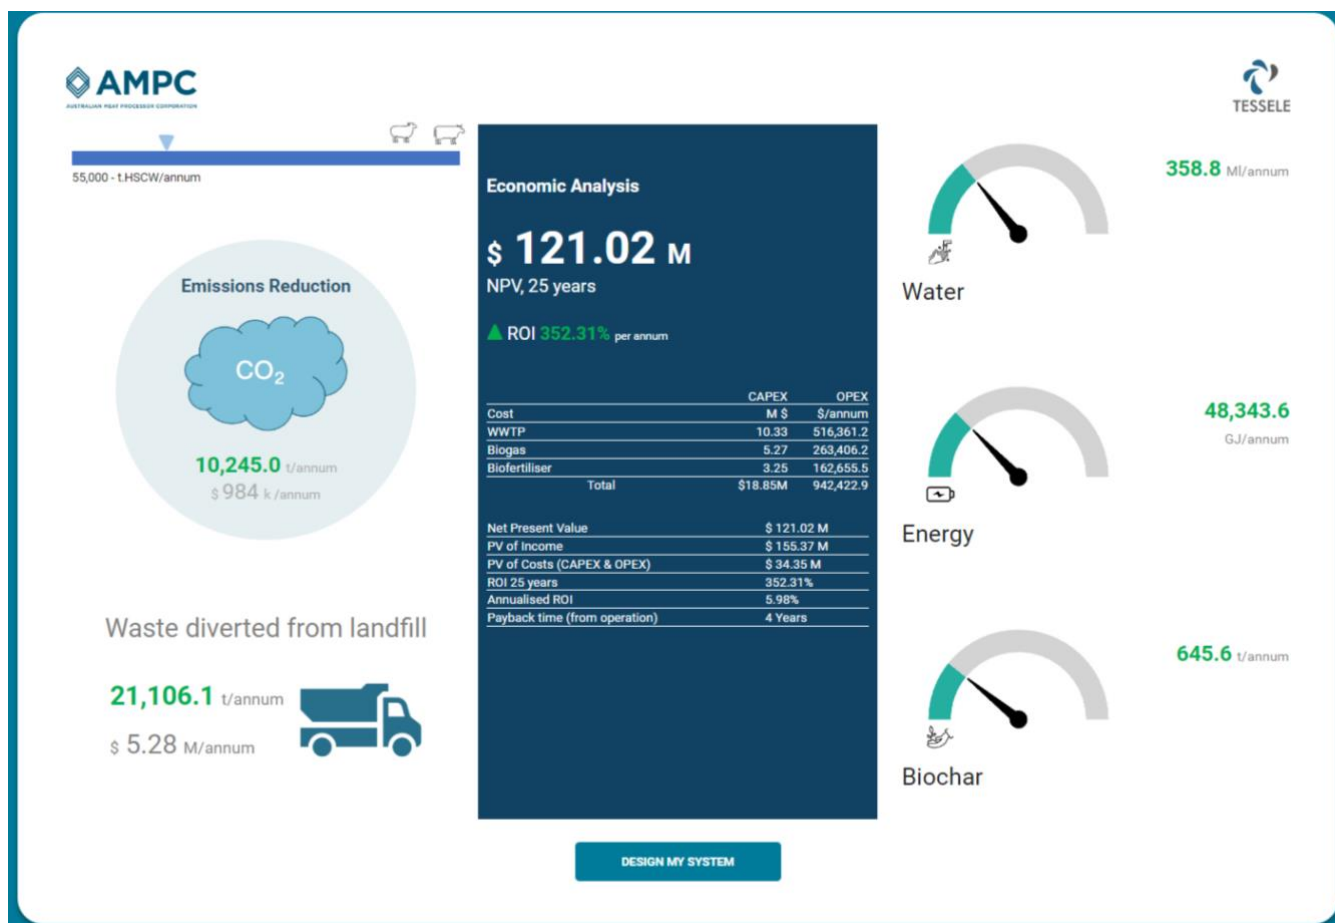 AMPC
AUSTRALIAN MEAT PROCESSOR CORPORATION
TESSELE
55,000 - t.HSCW/annum
Emissions Reduction
CO2
10,245.0 t/annum
$ 984 k /annum
Waste diverted from landfill
21,106.1 t/annum
$ 5.28 M/annum
Economic Analysis
$ 121.02 M
NPV, 25 years
ROI 352.31% per annum
CAPEX OPEX
Cost M $ $/annum
WWTP 10.33 516,361.2
Biogas 5.27 263,406.2
Biofertiliser 3.25 162,655.5
Total $18.85M 942,422.9
Net Present Value $ 121.02 M
PV of Income $ 155.37 M
PV of Costs (CAPEX & OPEX) $ 34.35 M
ROI 25 years 352.31%
Annualised ROI 5.98%
Payback time (from operation) 4 Years
358.8 Ml/annum
Water
48,343.6
GJ/annum
Energy
645.6 t/annum
Biochar
DESIGN MY SYSTEM